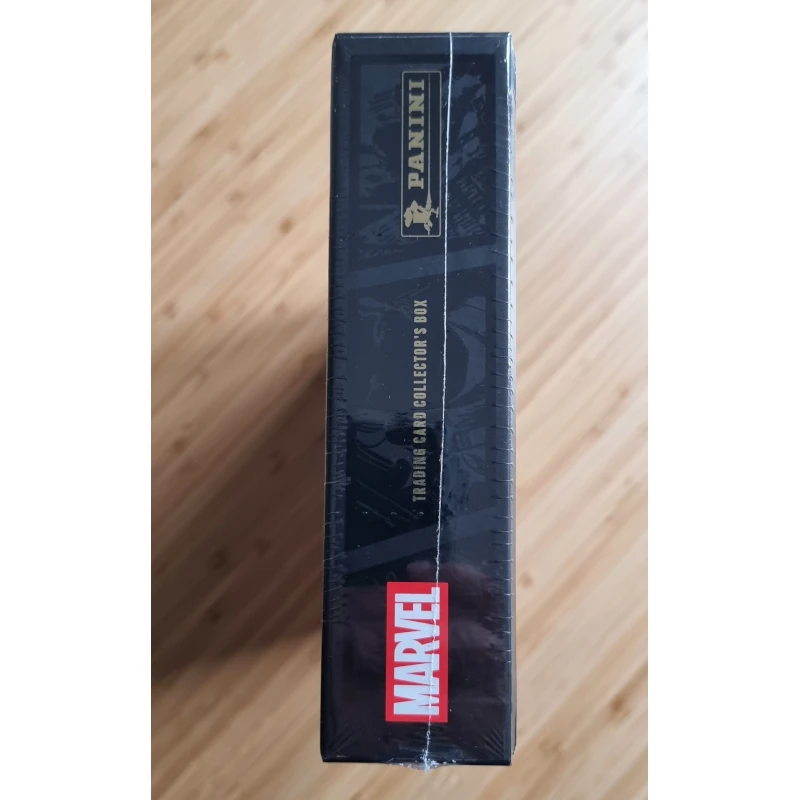 MARVEL
TRADING CARD COLLECTOR'S BOX
PANINI